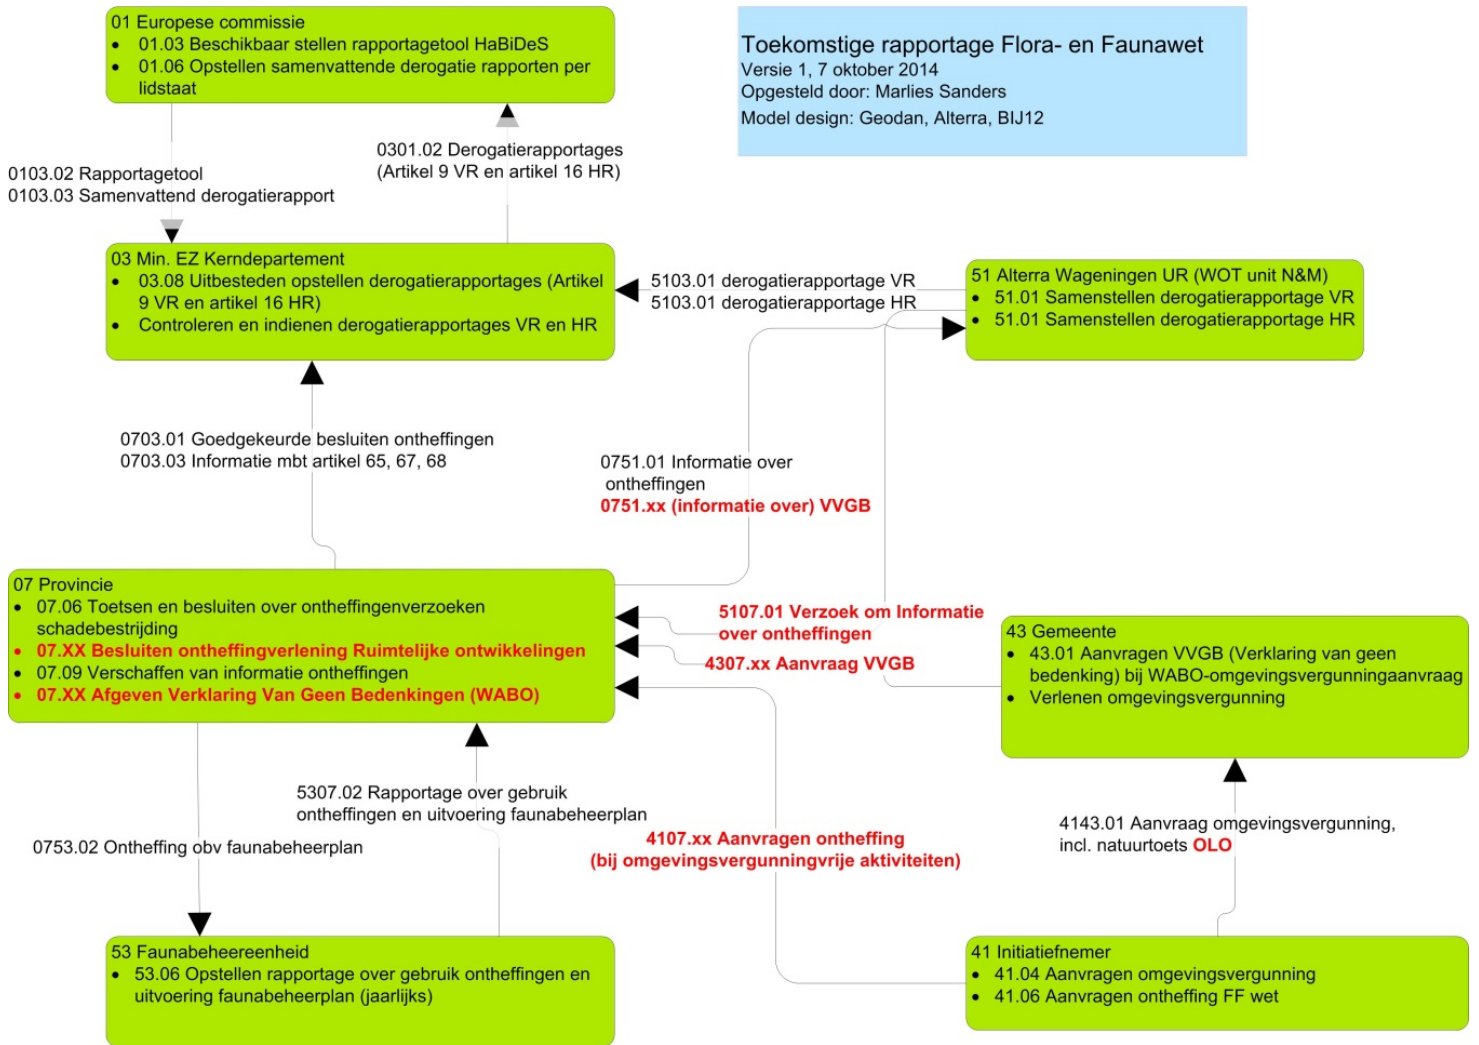 01 Europese commissie
• 01.03 Beschikbaar stellen rapportagetool HaBiDeS
• 01.06 Opstellen samenvattende derogatie rapporten per
lidstaat
Toekomstige rapportage Flora- en Faunawet
Versie 1, 7 oktober 2014
Opgesteld door: Marlies Sanders
Model design: Geodan, Alterra, BIJ12
0103.02 Rapportagetool
0103.03 Samenvattend derogatierapport
0301.02 Derogatierapportages
(Artikel 9 VR en artikel 16 HR)
03 Min. EZ Kerndepartement
• 03.08 Uitbesteden opstellen derogatierapportages (Artikel
9 VR en artikel 16 HR)
• Controleren en indienen derogatierapportages VR en HR
5103.01 derogatierapportage VR
5103.01 derogatierapportage HR
51 Alterra Wageningen UR (WOT unit N&M)
• 51.01 Samenstellen derogatierapportage VR
• 51.01 Samenstellen derogatierapportage HR
0703.01 Goedgekeurde besluiten ontheffingen
0703.03 Informatie mbt artikel 65, 67, 68
0751.01 Informatie over
ontheffingen
0751.xx (informatie over) VVGB
07 Provincie
• 07.06 Toetsen en besluiten over ontheffingenverzoeken
schadebestrijding
• 07.XX Besluiten ontheffingverlening Ruimtelijke ontwikkelingen
• 07.09 Verschaffen van informatie ontheffingen
• 07.XX Afgeven Verklaring Van Geen Bedenkingen (WABO)
5107.01 Verzoek om Informatie
over ontheffingen
4307.xx Aanvraag VVGB
43 Gemeente
• 43.01 Aanvragen VVGB (Verklaring van geen
bedenking) bij WABO-omgevingsvergunningaanvraag
• Verlenen omgevingsvergunning
0753.02 Ontheffing obv faunabeheerplan
5307.02 Rapportage over gebruik
ontheffingen en uitvoering faunabeheerplan
4107.xx Aanvragen ontheffing
(bij omgevingsvergunningvrije aktiviteiten)
4143.01 Aanvraag omgevingsvergunning,
incl. natuurtoets OLO
53 Faunabeheereenheid
• 53.06 Opstellen rapportage over gebruik ontheffingen en
uitvoering faunabeheerplan (jaarlijks)
41 Initiatiefnemer
• 41.04 Aanvragen omgevingsvergunning
• 41.06 Aanvragen ontheffing FF wet